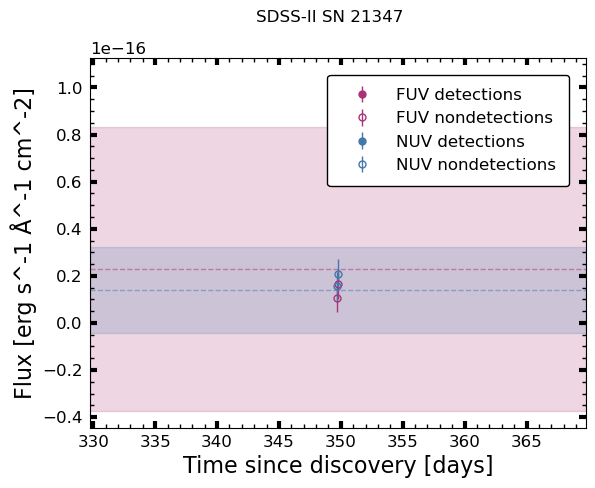 SDSS-II SN 21347
1e−16
FUV detections
FUV nondetections
NUV detections
NUV nondetections
1.0
0.8
0.6
0.4
0.2
0.0
−0.2
−0.4
Flux [erg s^-1 Å^-1 cm^-2]
330 335 340 345 350 355 360 365
Time since discovery [days]